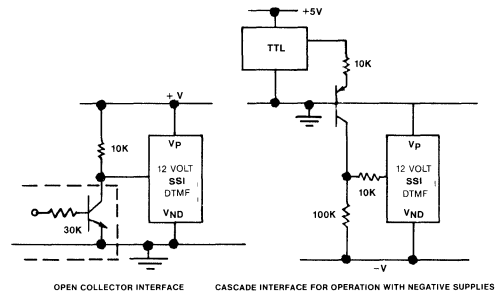 +5V
TTL
10K
+ V
10K
VP
12 VOLT
SSI
DTMF
VND
30K
VP
12 VOLT
SSI
DTMF
VND
10K
100K
-V
OPEN COLLECTOR INTERFACE
CASCADE INTERFACE FOR OPERATION WITH NEGATIVE SUPPLIES